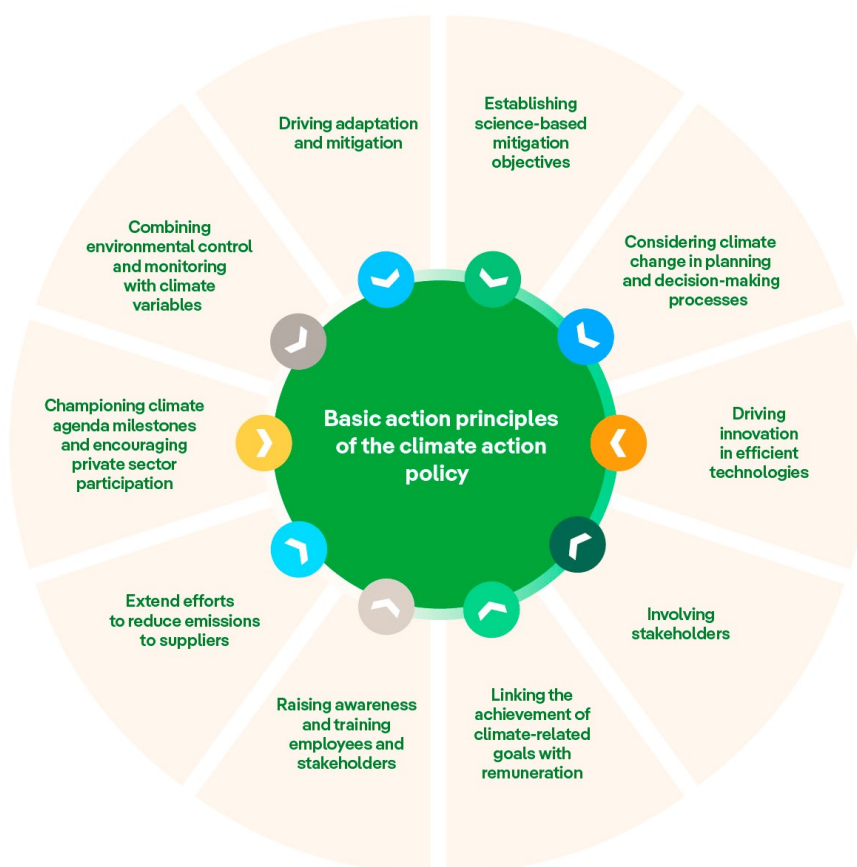 Establishing
science-based
mitigation
objectives
Considering climate
change in planning
and decision-making
processes
Driving
innovation
in efficient
technologies
Involving
stakeholders
Linking the
achievement of
climate-related
goals with
remuneration
Raising awareness
and training
employees and
stakeholders
Extend efforts
to reduce emissions
to suppliers
Championing climate
agenda milestones
and encouraging
private sector
participation
Combining
environmental control
and monitoring
with climate
variables
Driving adaptation
and mitigation
Basic action principles
of the climate action
policy